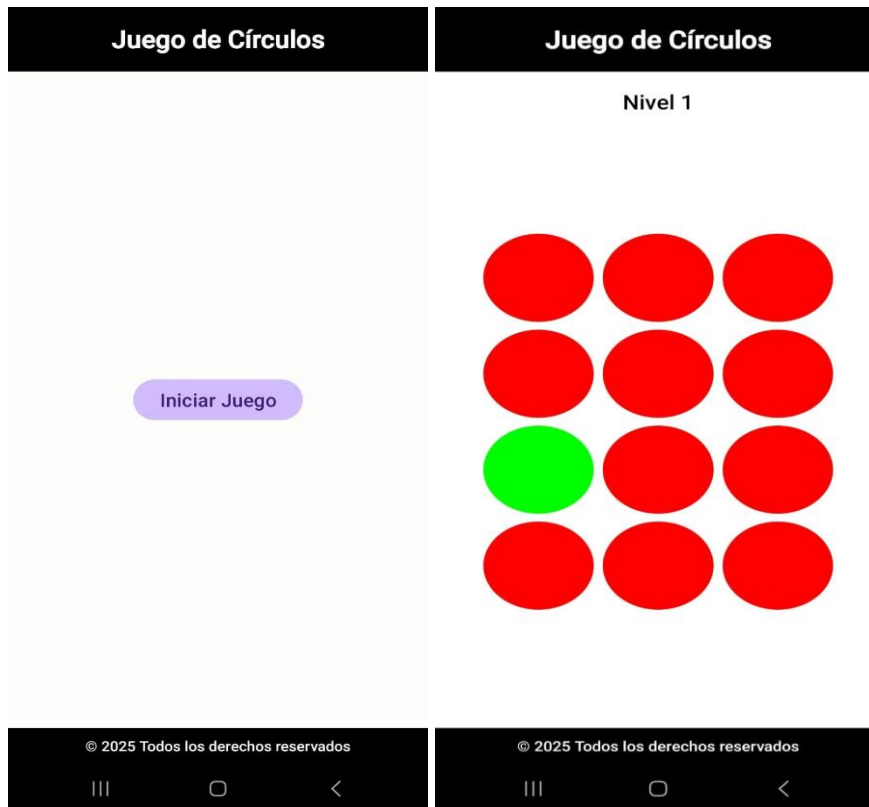 Juego de Círculos
Iniciar Juego
© 2025 Todos los derechos reservados
Juego de Círculos
Nivel 1
© 2025 Todos los derechos reservados